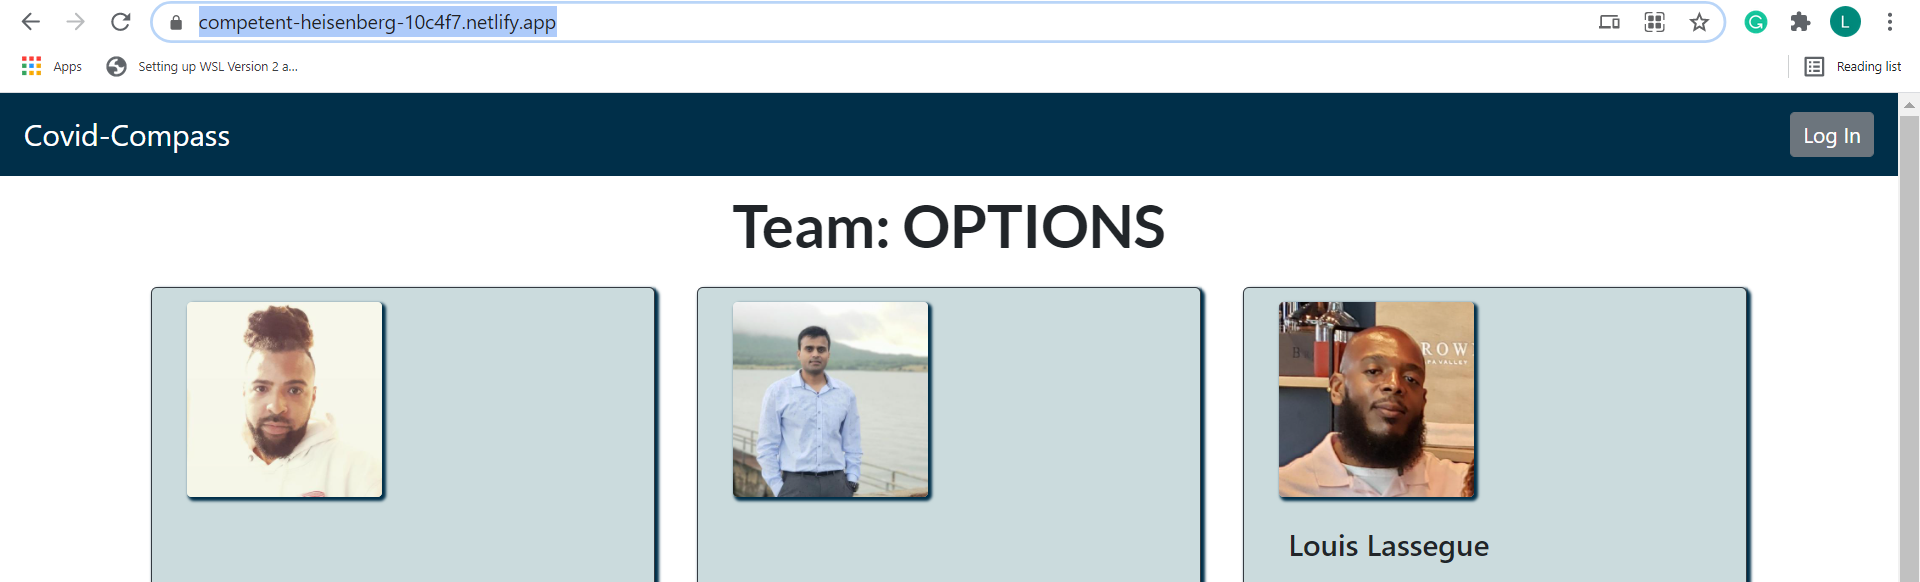 competent-heisenberg-10c4f7.netlify.app
L
Apps
Setting up WSL Version 2 a...
Reading list
Covid-Compass
Log In
Team: OPTIONS
Louis Lassegue